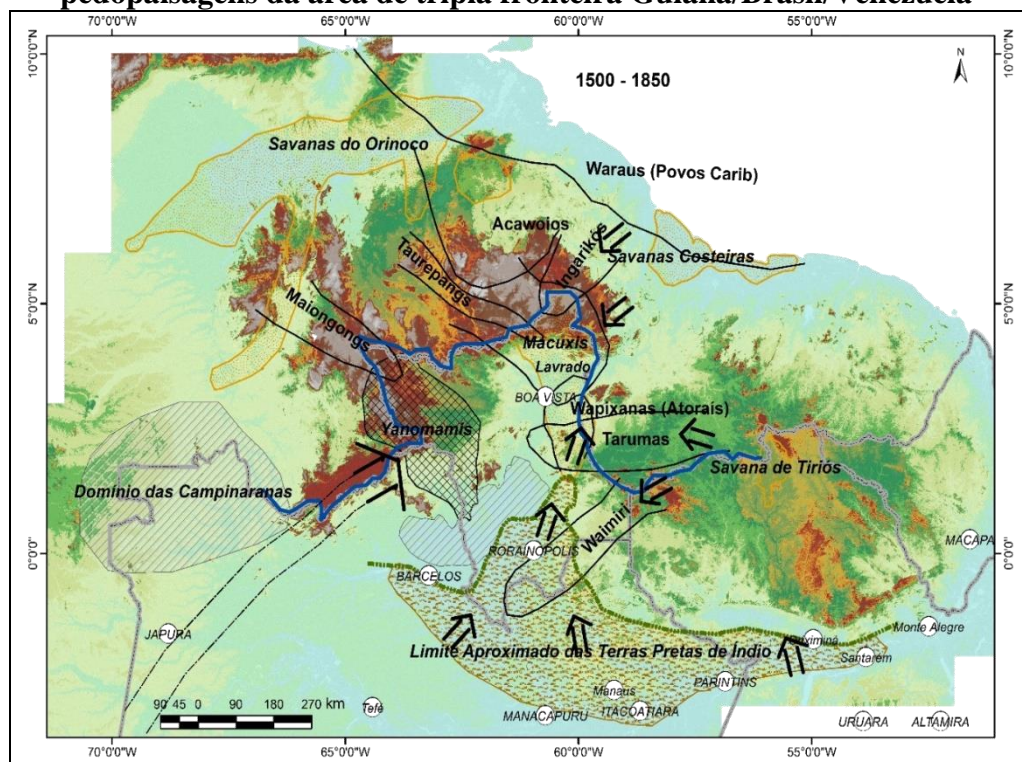 pedopaisagens da área de tríplice fronteira Guiana/Brasil/Venezuela
70°0'0"W 65°0'0"W 60°0'0"W 55°0'0"W
10°0'0"N
10°0'0"N
N
1500 - 1850
Savanas do Orinoco
Waraus (Povos Carib)
Acawoios
Ingarikos
Savanas Costeiras
Taurepangs
Maiongongs
5°0'0"N
5°0'0"N
Macuxis
Lavrado
BOA VISTA
Wapixanas (Atorais)
Yanomamis
Tarumas
Savana de Tiriós
Domínio das Campinaranas
Waimiri
RORAINOPOLIS
MACAPA
0°0'0"
0°0'0"
BARCELOS
JAPURA
Monte Alegre
Limite Aproximado das Terras Pretas de Índio
Santarem
PARINTINS
Manaus
Tefé
MANACAPURU
ITACOATIARA
URUARA
ALTAMIRA
90 45 0 90 180 270 km
70°0'0"W 65°0'0"W 60°0'0"W 55°0'0"W